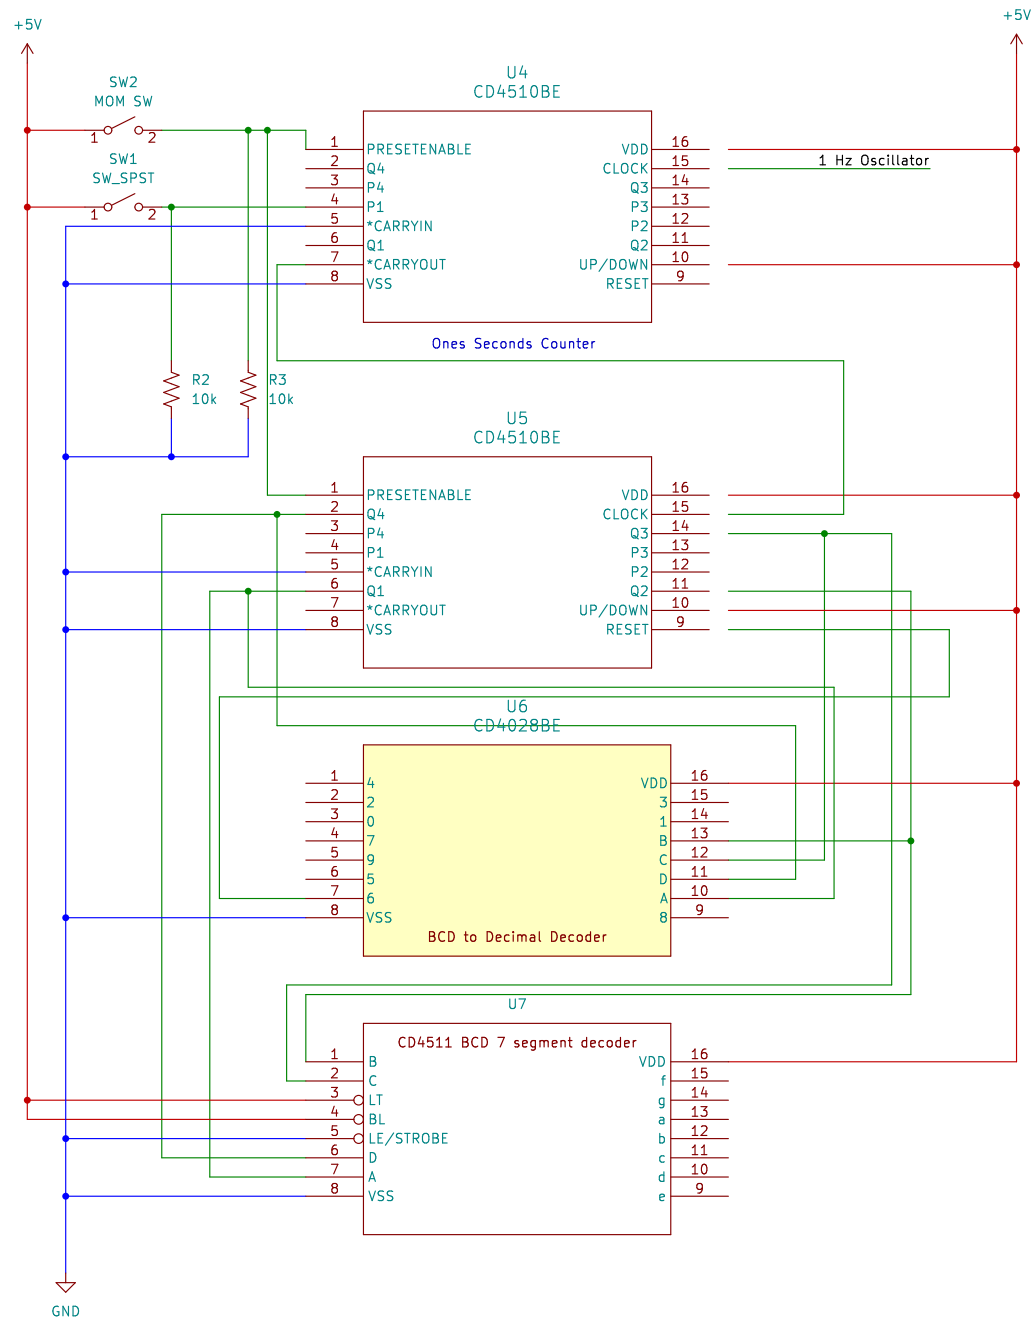 +5V
+5V
SW2
MOM SW
1 2
SW1
SW_SPST
1 2
U4
CD4510BE
1 PRESETENABLE VDD 16
2 Q4 CLOCK 15 1 Hz Oscillator
3 P4 Q3 14
4 P1 P3 13
5 *CARRYIN P2 12
6 Q1 Q2 11
7 *CARRYOUT UP/DOWN 10
8 VSS RESET 9
Ones Seconds Counter
R2
10k
R3
10k
U5
CD4510BE
1 PRESETENABLE VDD 16
2 Q4 CLOCK 15
3 P4 Q3 14
4 P1 P3 13
5 *CARRYIN P2 12
6 Q1 Q2 11
7 *CARRYOUT UP/DOWN 10
8 VSS RESET 9
U6
CD4028BE
1 4 VDD 16
2 2 3 15
3 0 1 14
4 7 B 13
5 9 C 12
6 5 D 11
7 6 A 10
8 VSS 8 9
BCD to Decimal Decoder
U7
CD4511 BCD 7 segment decoder
1 B VDD 16
2 C f 15
3 LT g 14
4 BL a 13
5 LE/STROBE b 12
6 D c 11
7 A d 10
8 VSS e 9
GND